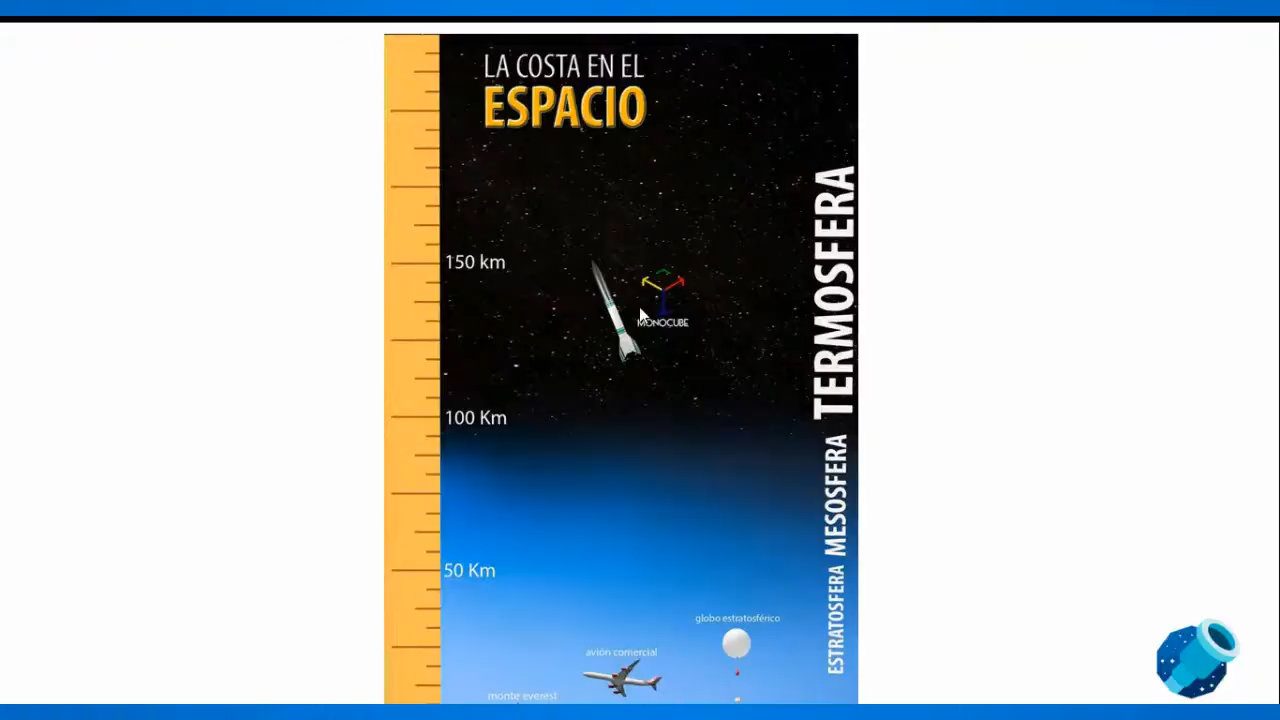 LA COSTA EN EL
ESPACIO
TERMOSFERA
150 km
MONOCUBE
100 Km
MESOSFERA
50 Km
ESTRATOSFERA
globo estratosférico
avión comercial
monte everest